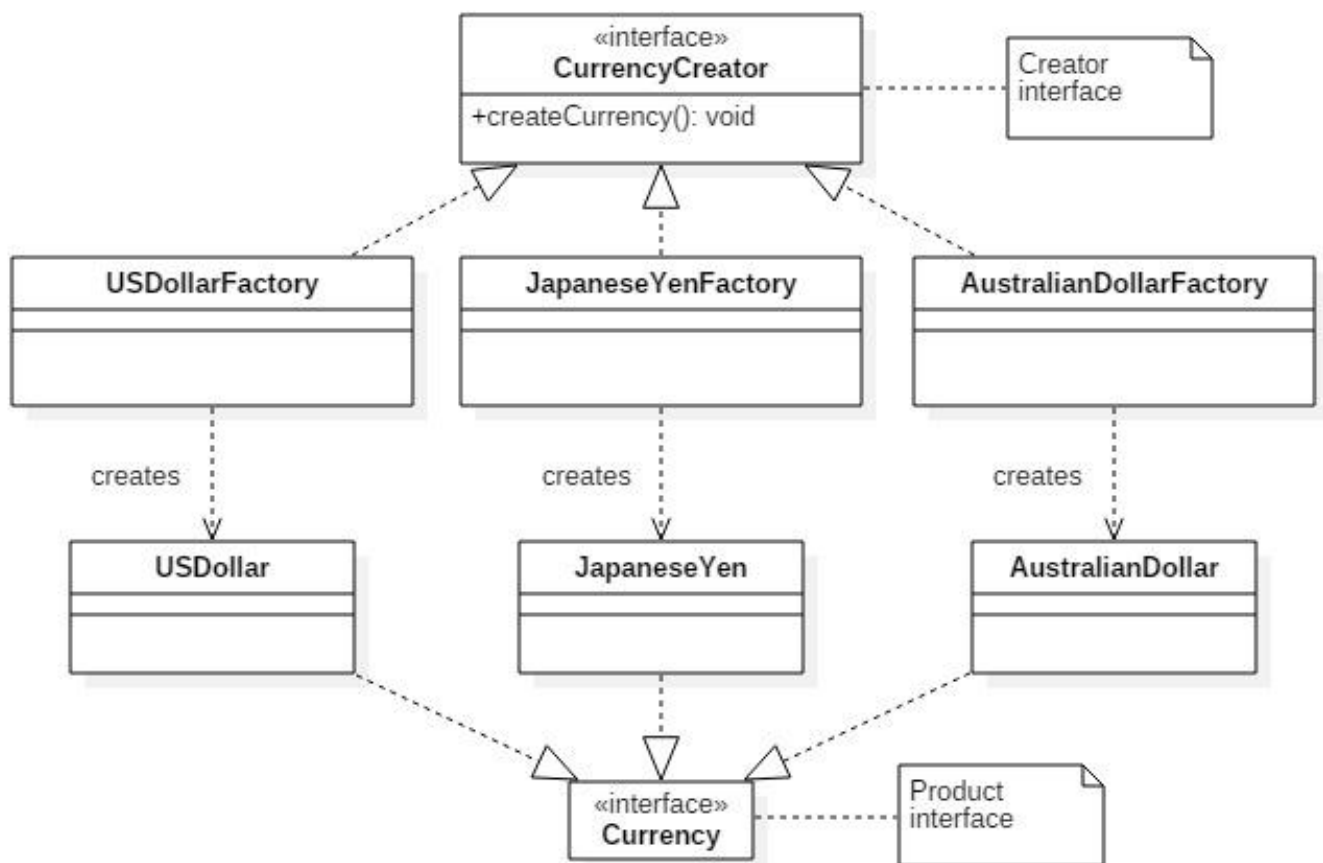 «interface»
CurrencyCreator
+createCurrency(): void
Creator
interface
USDollarFactory
JapaneseYenFactory
AustralianDollarFactory
creates
creates
creates
USDollar
JapaneseYen
AustralianDollar
«interface»
Currency
Product
interface